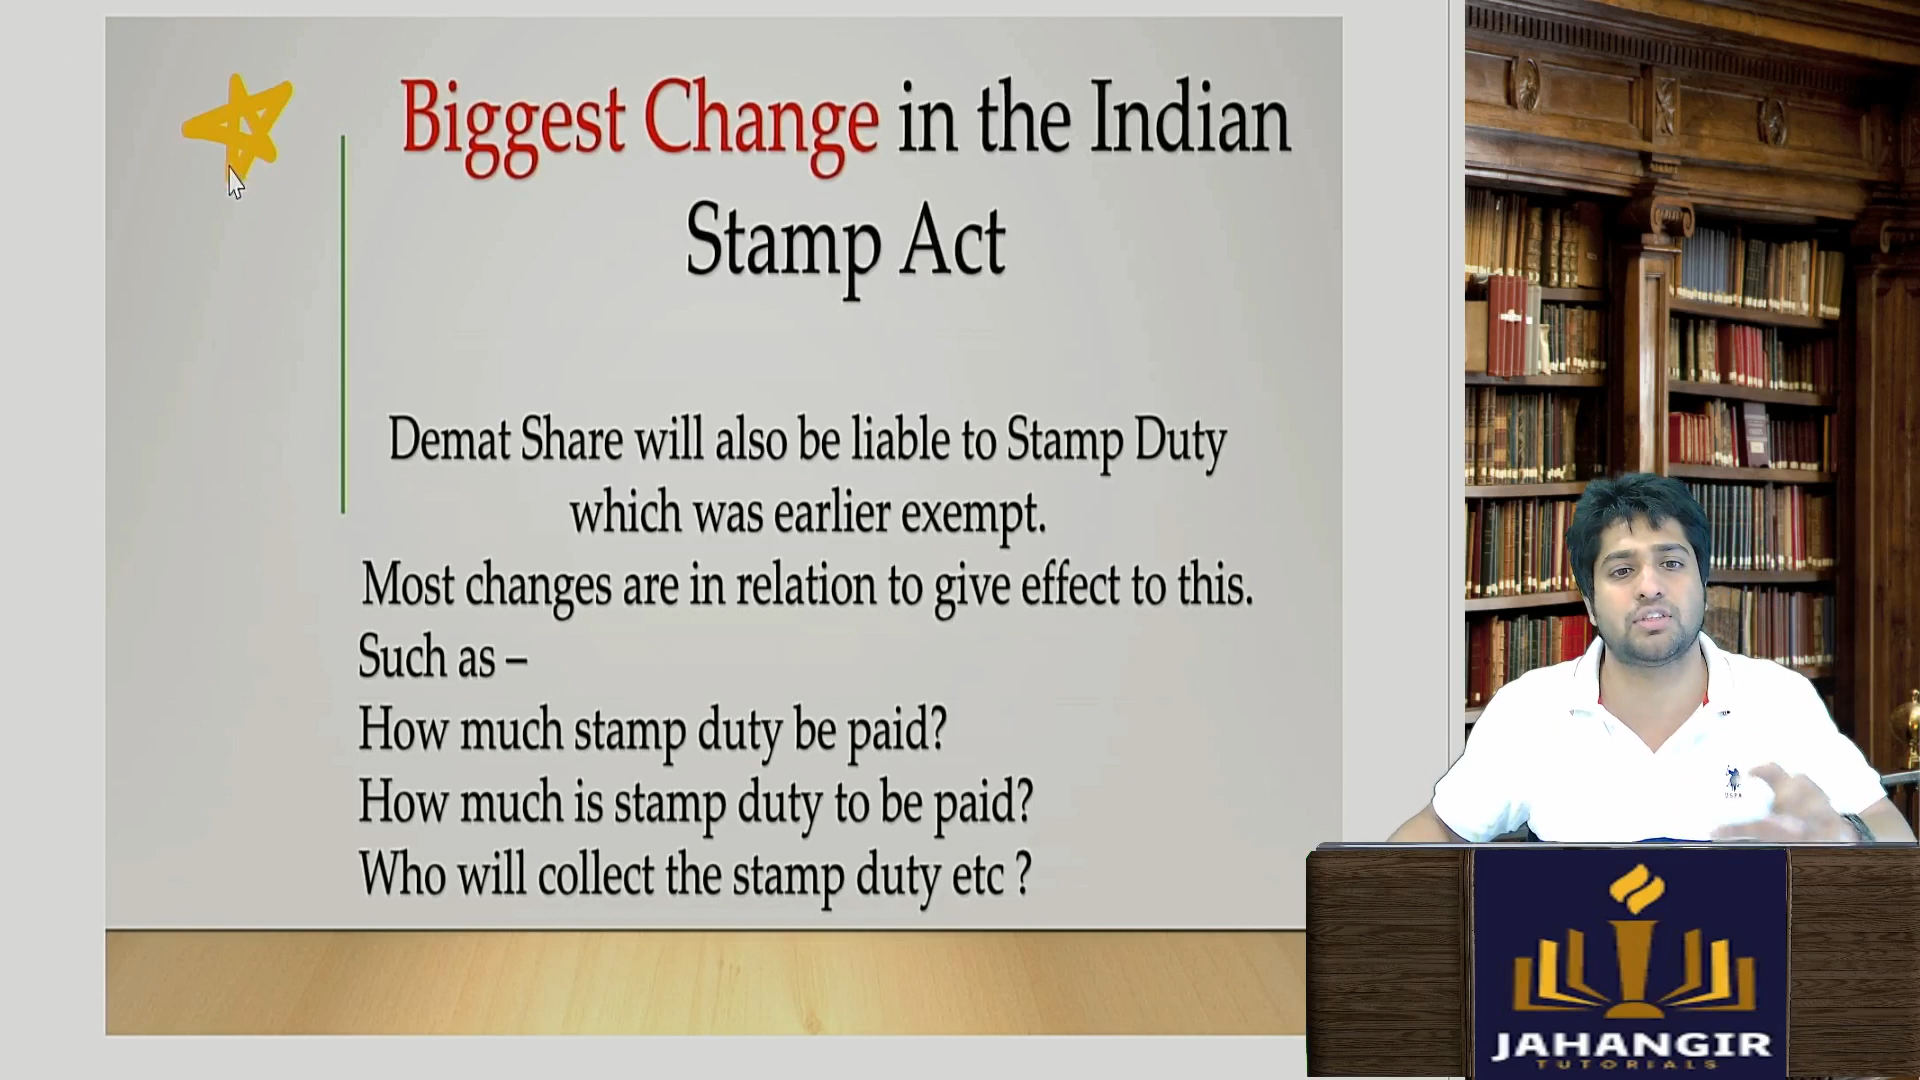 Biggest Change in the Indian
Stamp Act
Demat Share will also be liable to Stamp Duty
which was earlier exempt.
Most changes are in relation to give effect to this.
Such as –
How much stamp duty be paid?
How much is stamp duty to be paid?
Who will collect the stamp duty etc ?
USPA
JAHANGIR
TUTORIALS